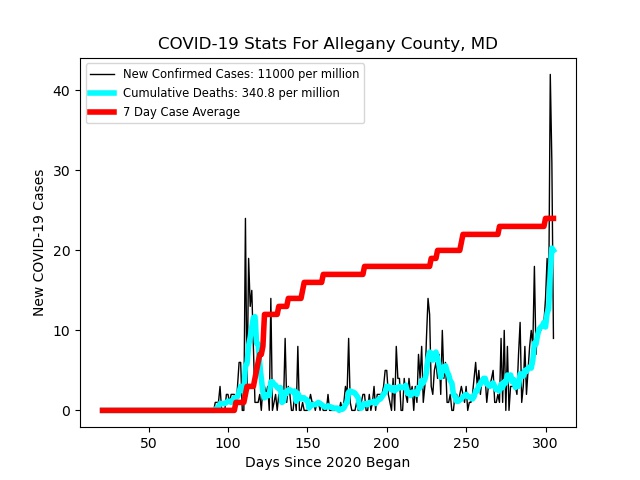 COVID-19 Stats For Allegany County, MD
New Confirmed Cases: 11000 per million
Cumulative Deaths: 340.8 per million
7 Day Case Average
New COVID-19 Cases
40
30
20
10
0
50
100
150
200
250
300
Days Since 2020 Began